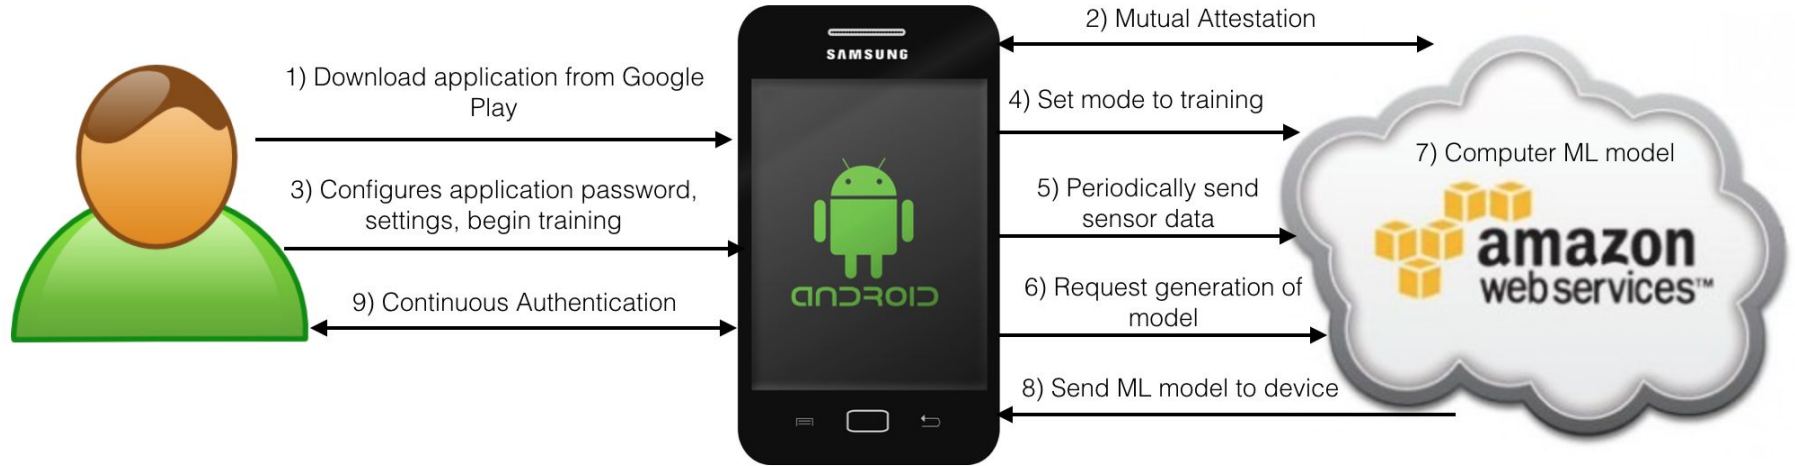 1) Download application from Google
Play
3) Configures application password,
settings, begin training
9) Continuous Authentication
SAMSUNG
ANDROID
2) Mutual Attestation
4) Set mode to training
5) Periodically send
sensor data
6) Request generation of
model
8) Send ML model to device
7) Computer ML model
amazon
web services™